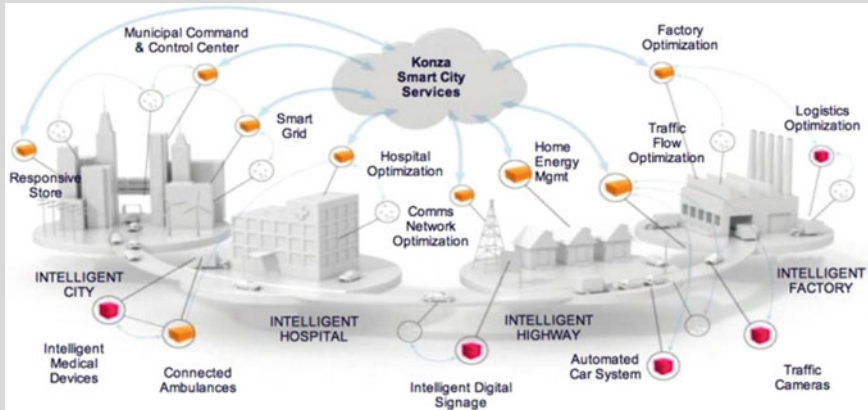 Municipal Command
& Control Center
Konza
Smart City
Services
Factory
Optimization
Smart
Grid
Logistics
Optimization
Responsive
Store
Hospital
Optimization
Home
Energy
Mgmt
Traffic
Flow
Optimization
Comms
Network
Optimization
INTELLIGENT
CITY
INTELLIGENT
HOSPITAL
INTELLIGENT
HIGHWAY
INTELLIGENT
FACTORY
Intelligent
Medical
Devices
Connected
Ambulances
Intelligent Digital
Signage
Automated
Car System
Traffic
Cameras